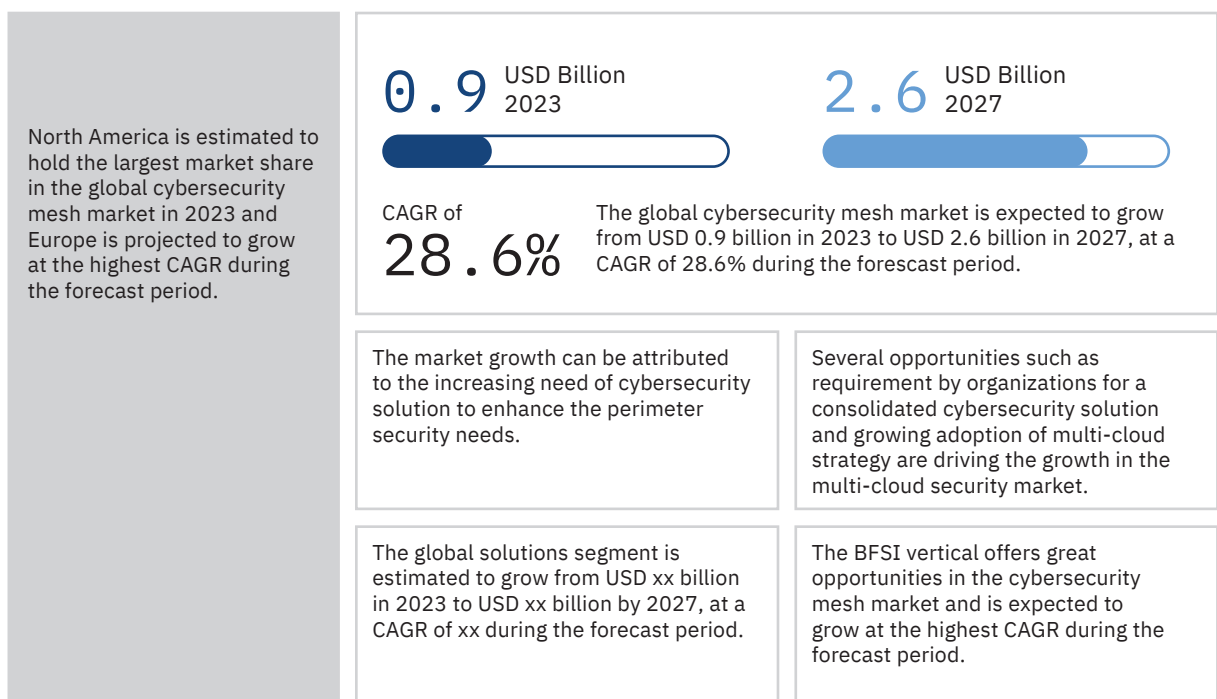 North America is estimated to
hold the largest market share
in the global cybersecurity
mesh market in 2023 and
Europe is projected to grow
at the highest CAGR during
the forecast period.
0.9 USD Billion
2023
2.6 USD Billion
2027
CAGR of
28.6%
The global cybersecurity mesh market is expected to grow
from USD 0.9 billion in 2023 to USD 2.6 billion in 2027, at a
CAGR of 28.6% during the forescast period.
The market growth can be attributed
to the increasing need of cybersecurity
solution to enhance the perimeter
security needs.
Several opportunities such as
requirement by organizations for a
consolidated cybersecurity solution
and growing adoption of multi-cloud
strategy are driving the growth in the
multi-cloud security market.
The global solutions segment is
estimated to grow from USD xx billion
in 2023 to USD xx billion by 2027, at a
CAGR of xx during the forecast period.
The BFSI vertical offers great
opportunities in the cybersecurity
mesh market and is expected to
grow at the highest CAGR during the
forecast period.